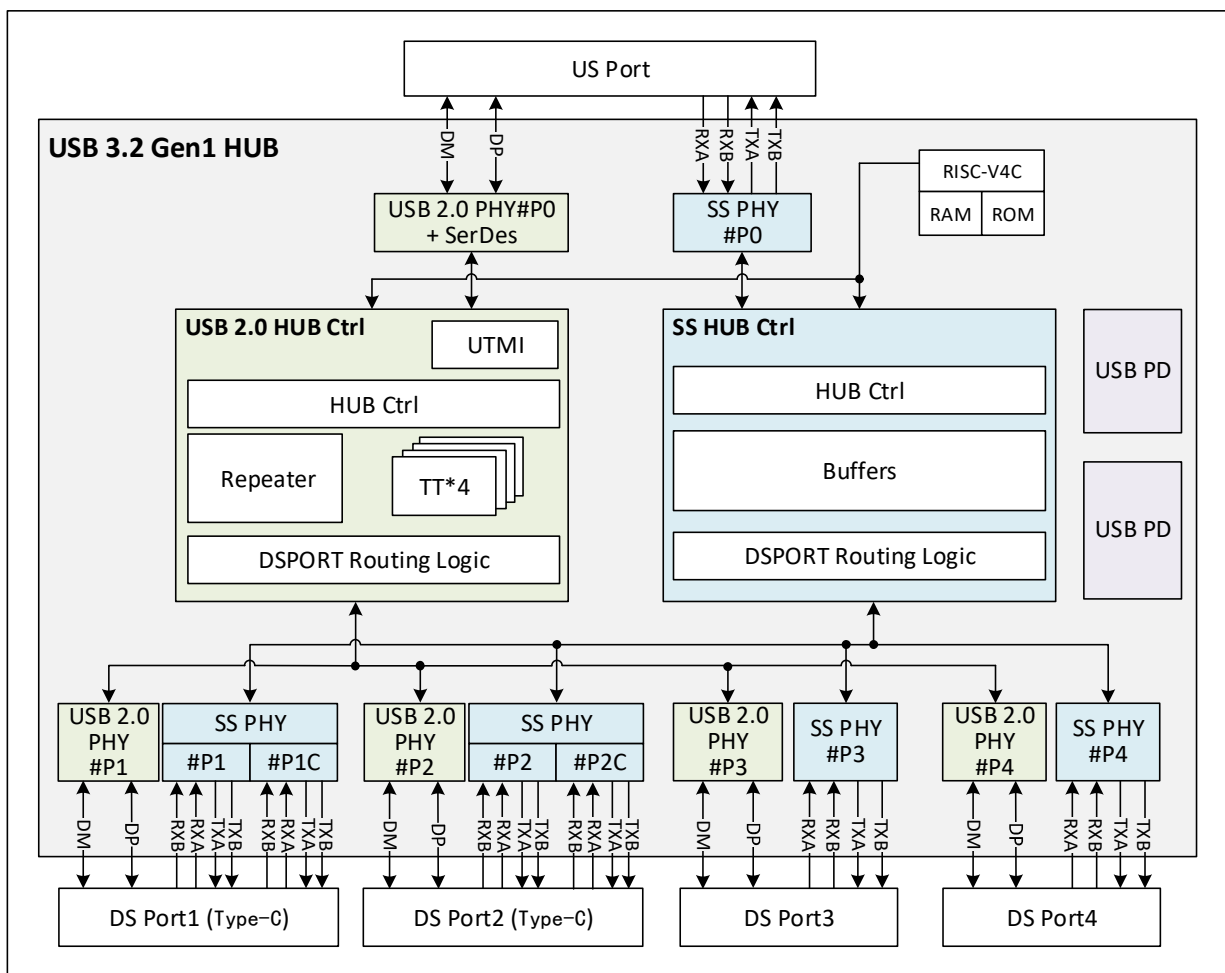 US Port
DM
DP
RXA
RXB
TXA
TXB
USB 3.2 Gen1 HUB
RISC-V4C
RAM
ROM
USB 2.0 PHY#P0
+ SerDes
SS PHY
#P0
USB 2.0 HUB Ctrl
UTMI
HUB Ctrl
Repeater
TT*4
DSPORT Routing Logic
SS HUB Ctrl
HUB Ctrl
Buffers
DSPORT Routing Logic
USB PD
USB PD
USB 2.0
PHY
#P1
SS PHY
#P1
#P1C
USB 2.0
PHY
#P2
SS PHY
#P2
#P2C
USB 2.0
PHY
#P3
SS PHY
#P3
USB 2.0
PHY
#P4
SS PHY
#P4
DM
DP
RXB
RXA
TXA
TXB
RXB
RXA
TXA
TXB
DM
DP
RXB
RXA
TXA
TXB
RXB
RXA
TXA
TXB
DM
DP
RXA
RXB
TXA
TXB
DM
DP
RXA
RXB
TXA
TXB
DS Port1 (Type-C)
DS Port2 (Type-C)
DS Port3
DS Port4